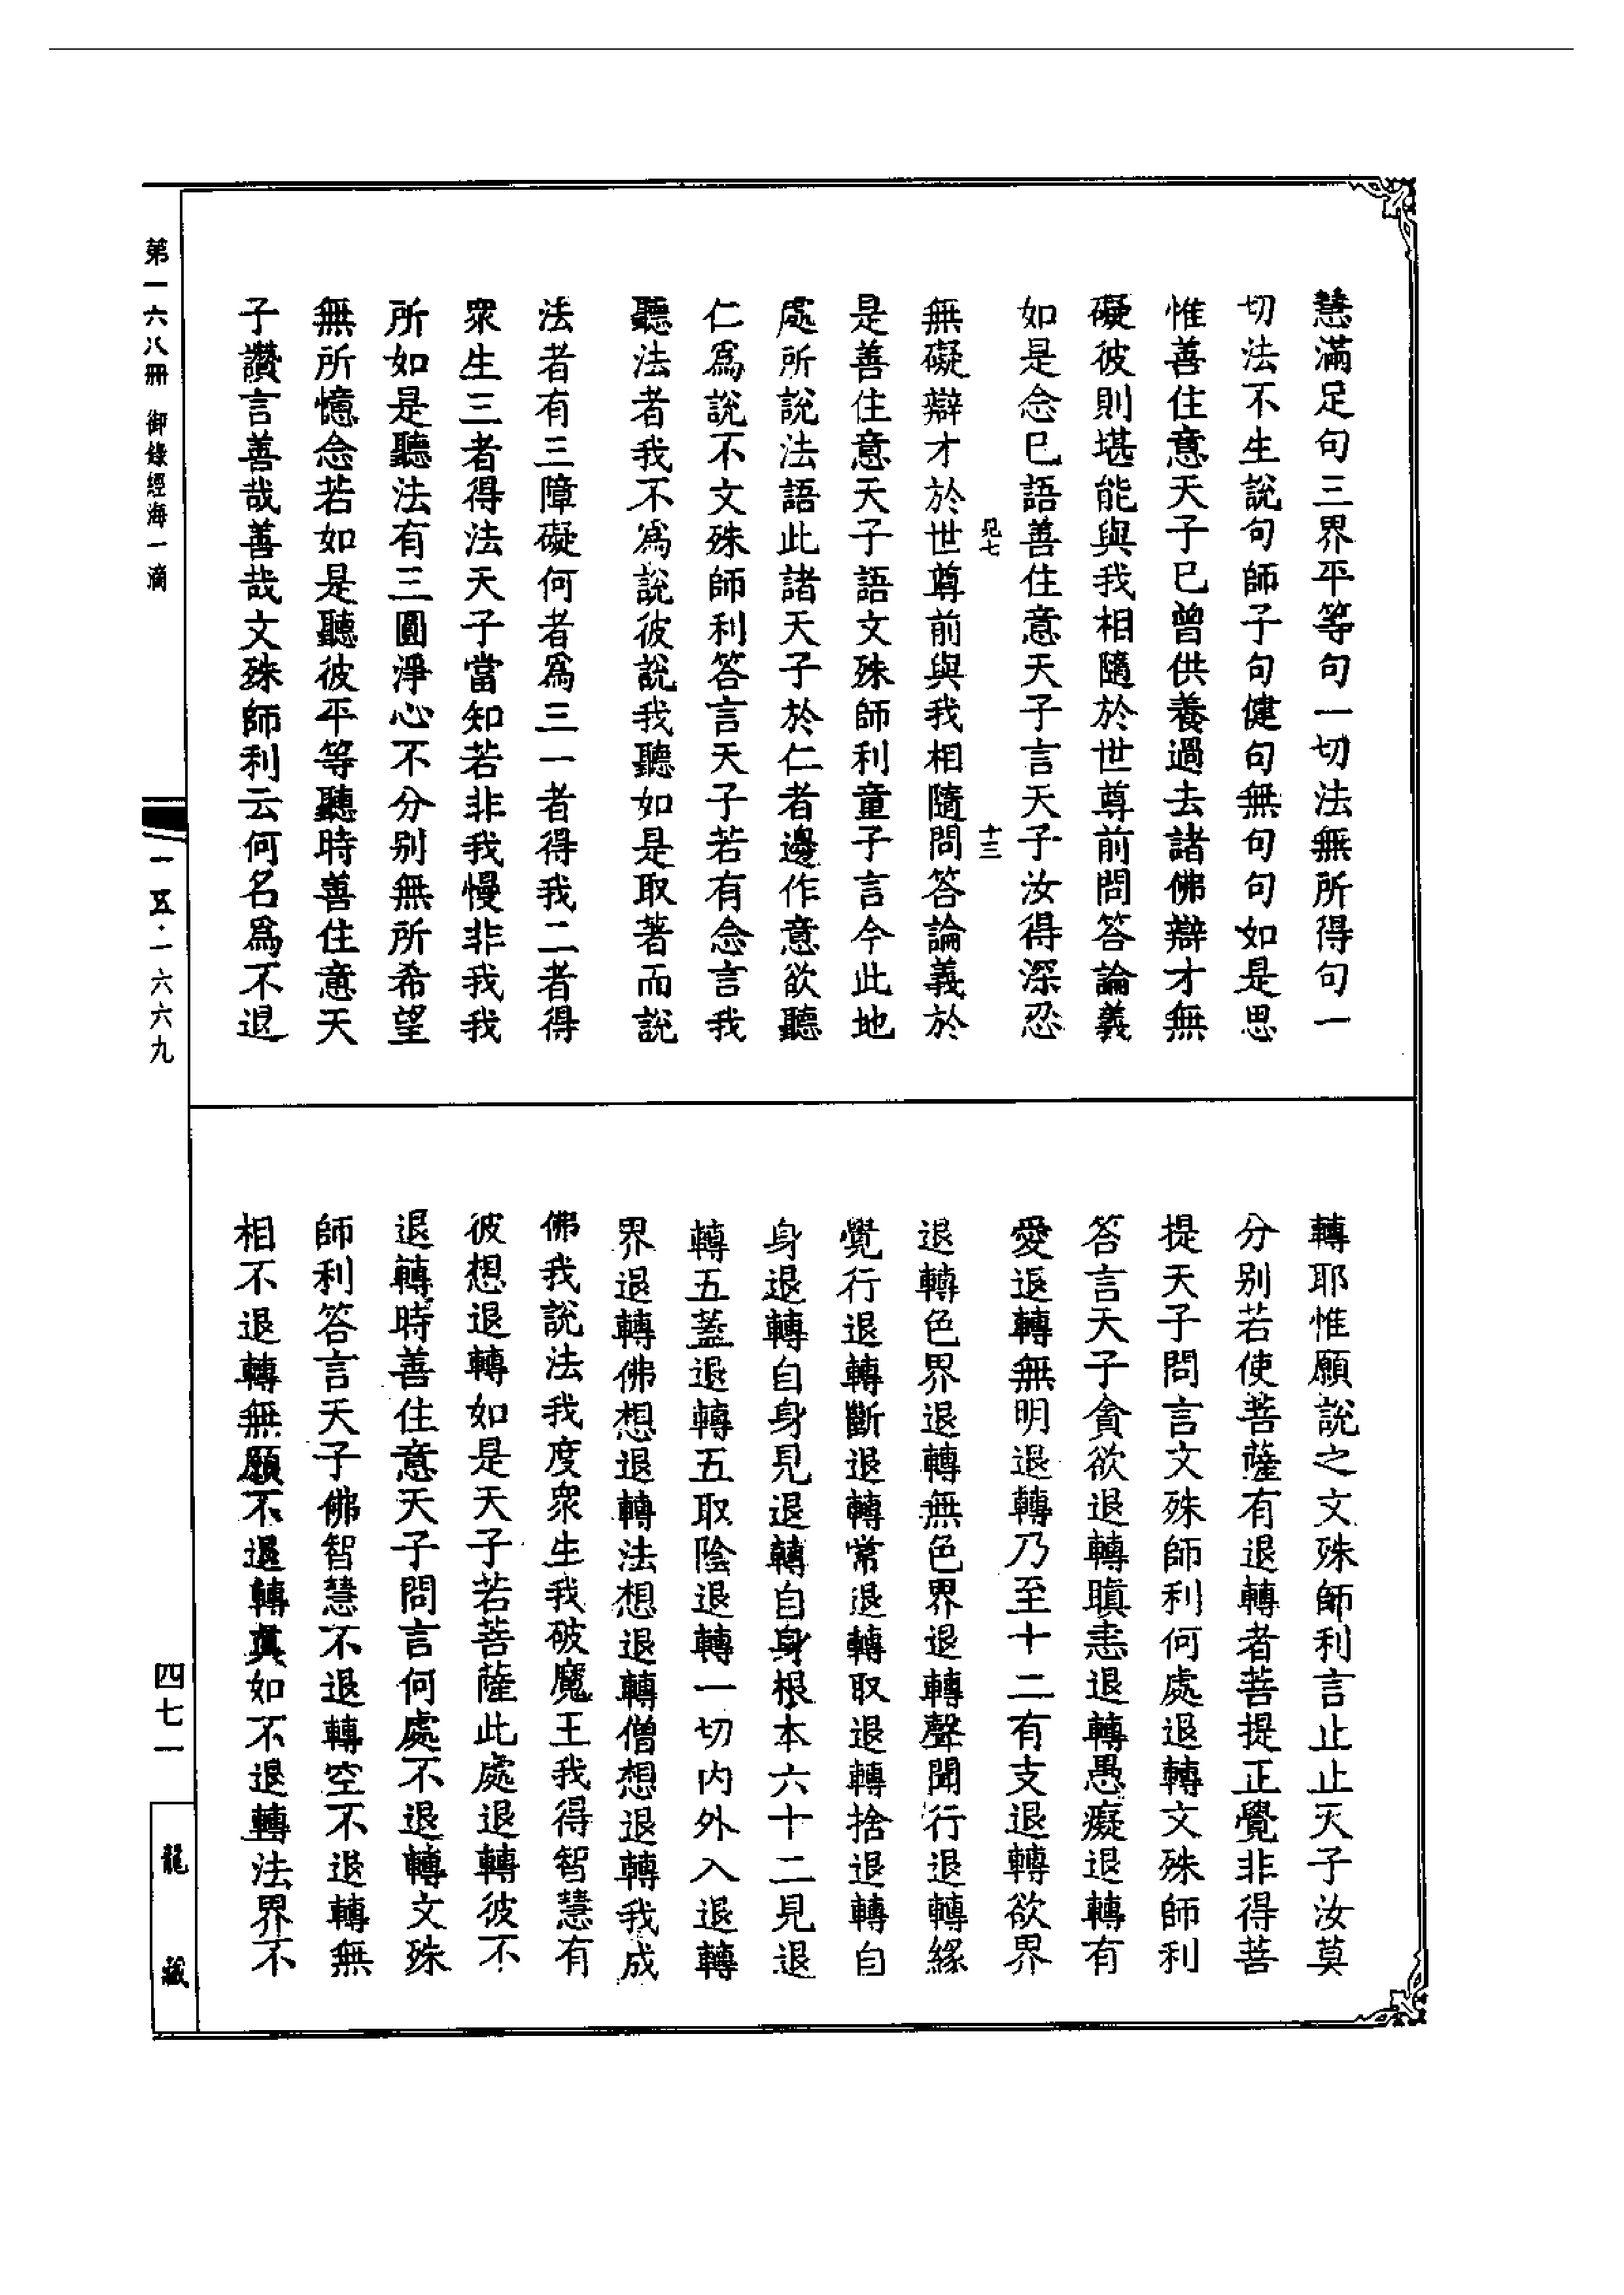 慧滿足句三界平等句一切法無所得句一
切法不生說句師子句健句無句句如是思
惟善住意天子已曾供養過去諸佛辯才無
礙彼則堪能與我相隨於世尊前問答論義
如是念已語善住意天子言天子汝得深忍
皃七
十三
無礙辯才於世尊前與我相隨問答論義於
是善住意天子語文殊師利童子言今此地
處所說法語此諸天子於仁者邊作意欲聽
仁爲說不文殊師利答言天子若有念言我
聽法者我不爲說彼說我聽如是取著而說
法者有三障礙何者爲三一者得我二者得
衆生三者得法天子當知若非我慢非我我
所如是聽法有三圓淨心不分别無所希望
無所憶念若如是聽彼平等聽時善住意天
子讚言善哉善哉文殊師利云何名爲不退
轉耶惟願說之文殊師利言止止天子汝莫
分别若使菩薩有退轉者菩提正覺非得菩
提天子問言文殊師利何處退轉文殊師利
答言天子貪欲退轉瞋恚退轉愚癡退轉有
愛退轉無明退轉乃至十二有支退轉欲界
退轉色界退轉無色界退轉聲聞行退轉緣
覺行退轉斷退轉常退轉取退轉捨退轉自
身退轉自身見退轉自身根本六十二見退
轉五蓋退轉五取陰退轉一切内外入退轉
界退轉佛想退轉法想退轉僧想退轉我成
佛我說法我度衆生我破魔王我得智慧有
彼想退轉如是天子若菩薩此處退轉彼不
退轉時善住意天子問言何處不退轉文殊
師利答言天子佛智慧不退轉空不退轉無
相不退轉無願不退轉真如不退轉法界不
第一六八冊 御錄經海一滴
一五·一六六九
四七一
龍藏